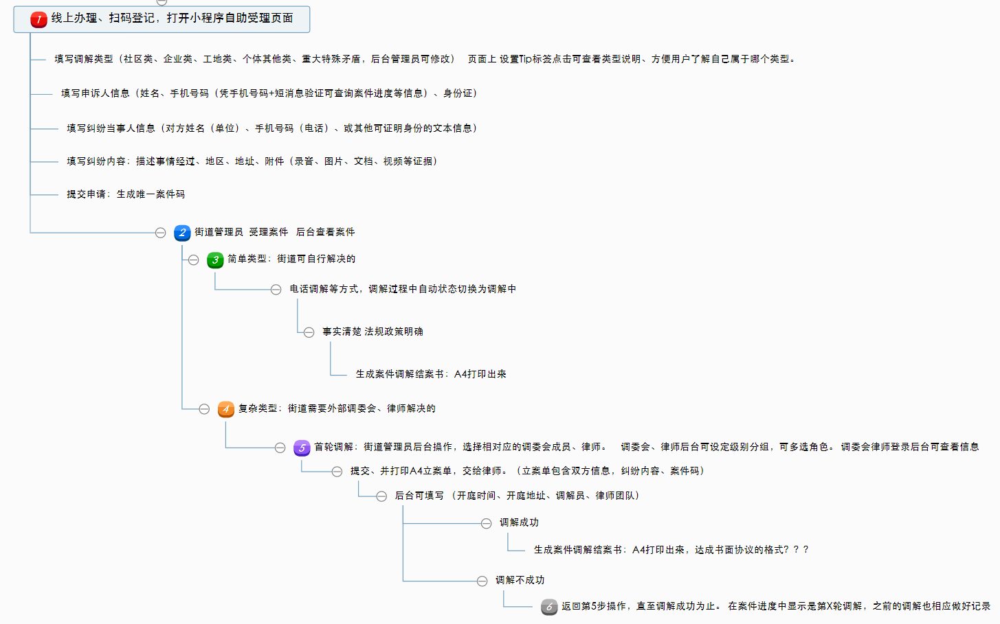 1 线上办理、扫码登记，打开小程序自助受理页面
填写调解类型（社区类、企业类、工地类、个体其他类、重大特殊矛盾，后台管理员可修改）　页面上 设置Tip标签点击可查看类型说明、方便用户了解自己属于哪个类型。
填写申诉人信息（姓名、手机号码（凭手机号码+短消息验证可查询案件进度等信息）、身份证）
填写纠纷当事人信息（对方姓名（单位）、手机号码（电话）、或其他可证明身份的文本信息）
填写纠纷内容：描述事情经过、地区、地址、附件（录音、图片、文档、视频等证据）
提交申请：生成唯一案件码
2 街道管理员 受理案件 后台查看案件
3 简单类型：街道可自行解决的
电话调解等方式，调解过程中自动状态切换为调解中
事实清楚 法规政策明确
生成案件调解结案书：A4打印出来
4 复杂类型：街道需要外部调委会、律师解决的
5 首轮调解：街道管理员后台操作，选择相对应的调委会成员、律师。 调委会、律师后台可设定级别分组，可多选角色。 调委会律师登录后台可查看信息
提交、并打印A4立案单，交给律师。（立案单包含双方信息，纠纷内容、案件码）
后台可填写 （开庭时间、开庭地址、调解员、律师团队）
调解成功
生成案件调解结案书：A4打印出来，达成书面协议的格式？？？
调解不成功
6 返回第5步操作，直至调解成功为止。 在案件进度中显示是第X轮调解，之前的调解也相应做好记录